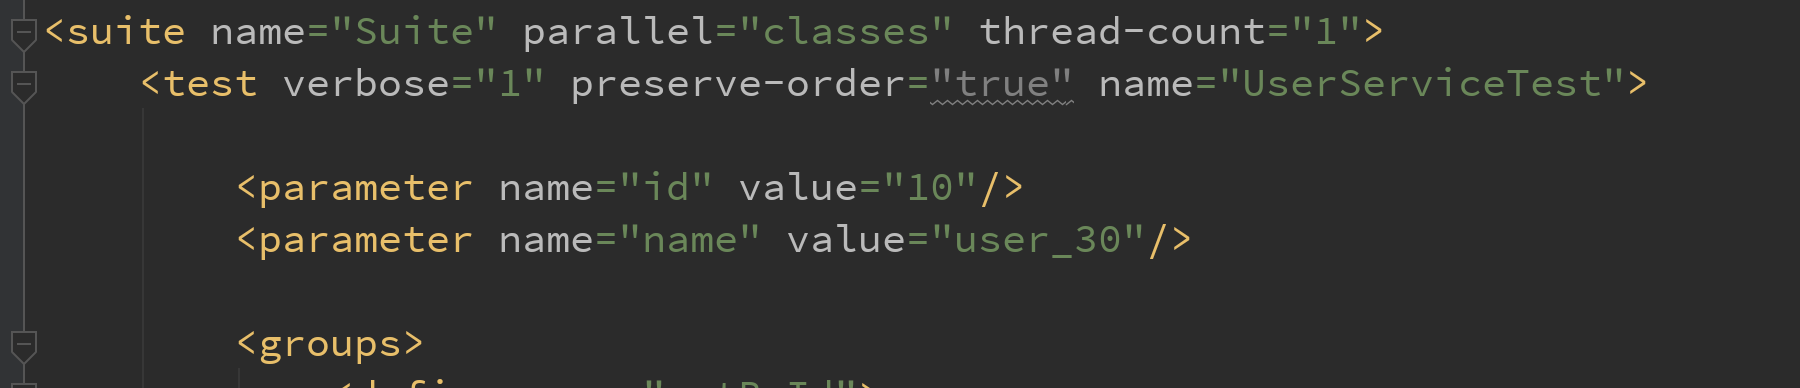 <suite name="Suite" parallel="classes" thread-count="1">
<test verbose="1" preserve-order="true" name="UserServiceTest">
<parameter name="id" value="10"/>
<parameter name="name" value="user_30"/>
<groups>